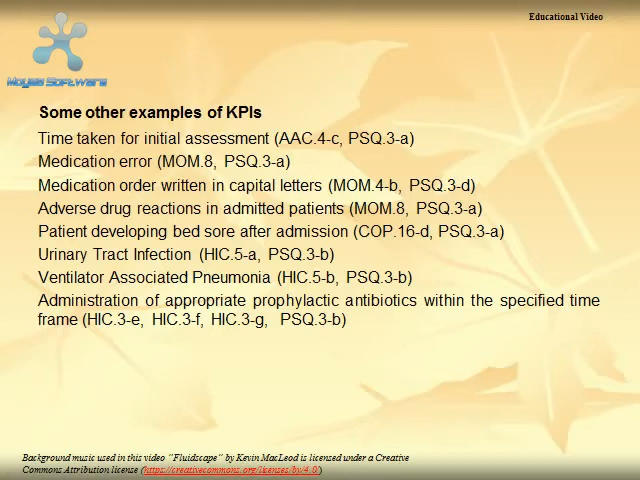 Educational Video
Moyae Software
Some other examples of KPIs
Time taken for initial assessment (AAC.4-c, PSQ.3-a)
Medication error (MOM.8, PSQ.3-a)
Medication order written in capital letters (MOM.4-b, PSQ.3-d)
Adverse drug reactions in admitted patients (MOM.8, PSQ.3-a)
Patient developing bed sore after admission (COP.16-d, PSQ.3-a)
Urinary Tract Infection (HIC.5-a, PSQ.3-b)
Ventilator Associated Pneumonia (HIC.5-b, PSQ.3-b)
Administration of appropriate prophylactic antibiotics within the specified time
frame (HIC.3-e, HIC.3-f, HIC.3-g, PSQ.3-b)
Background music used in this video "Fluidscape" by Kevin MacLeod is licensed under a Creative
Commons Attribution license (https://creativecommons.org/licenses/by/4.0/)